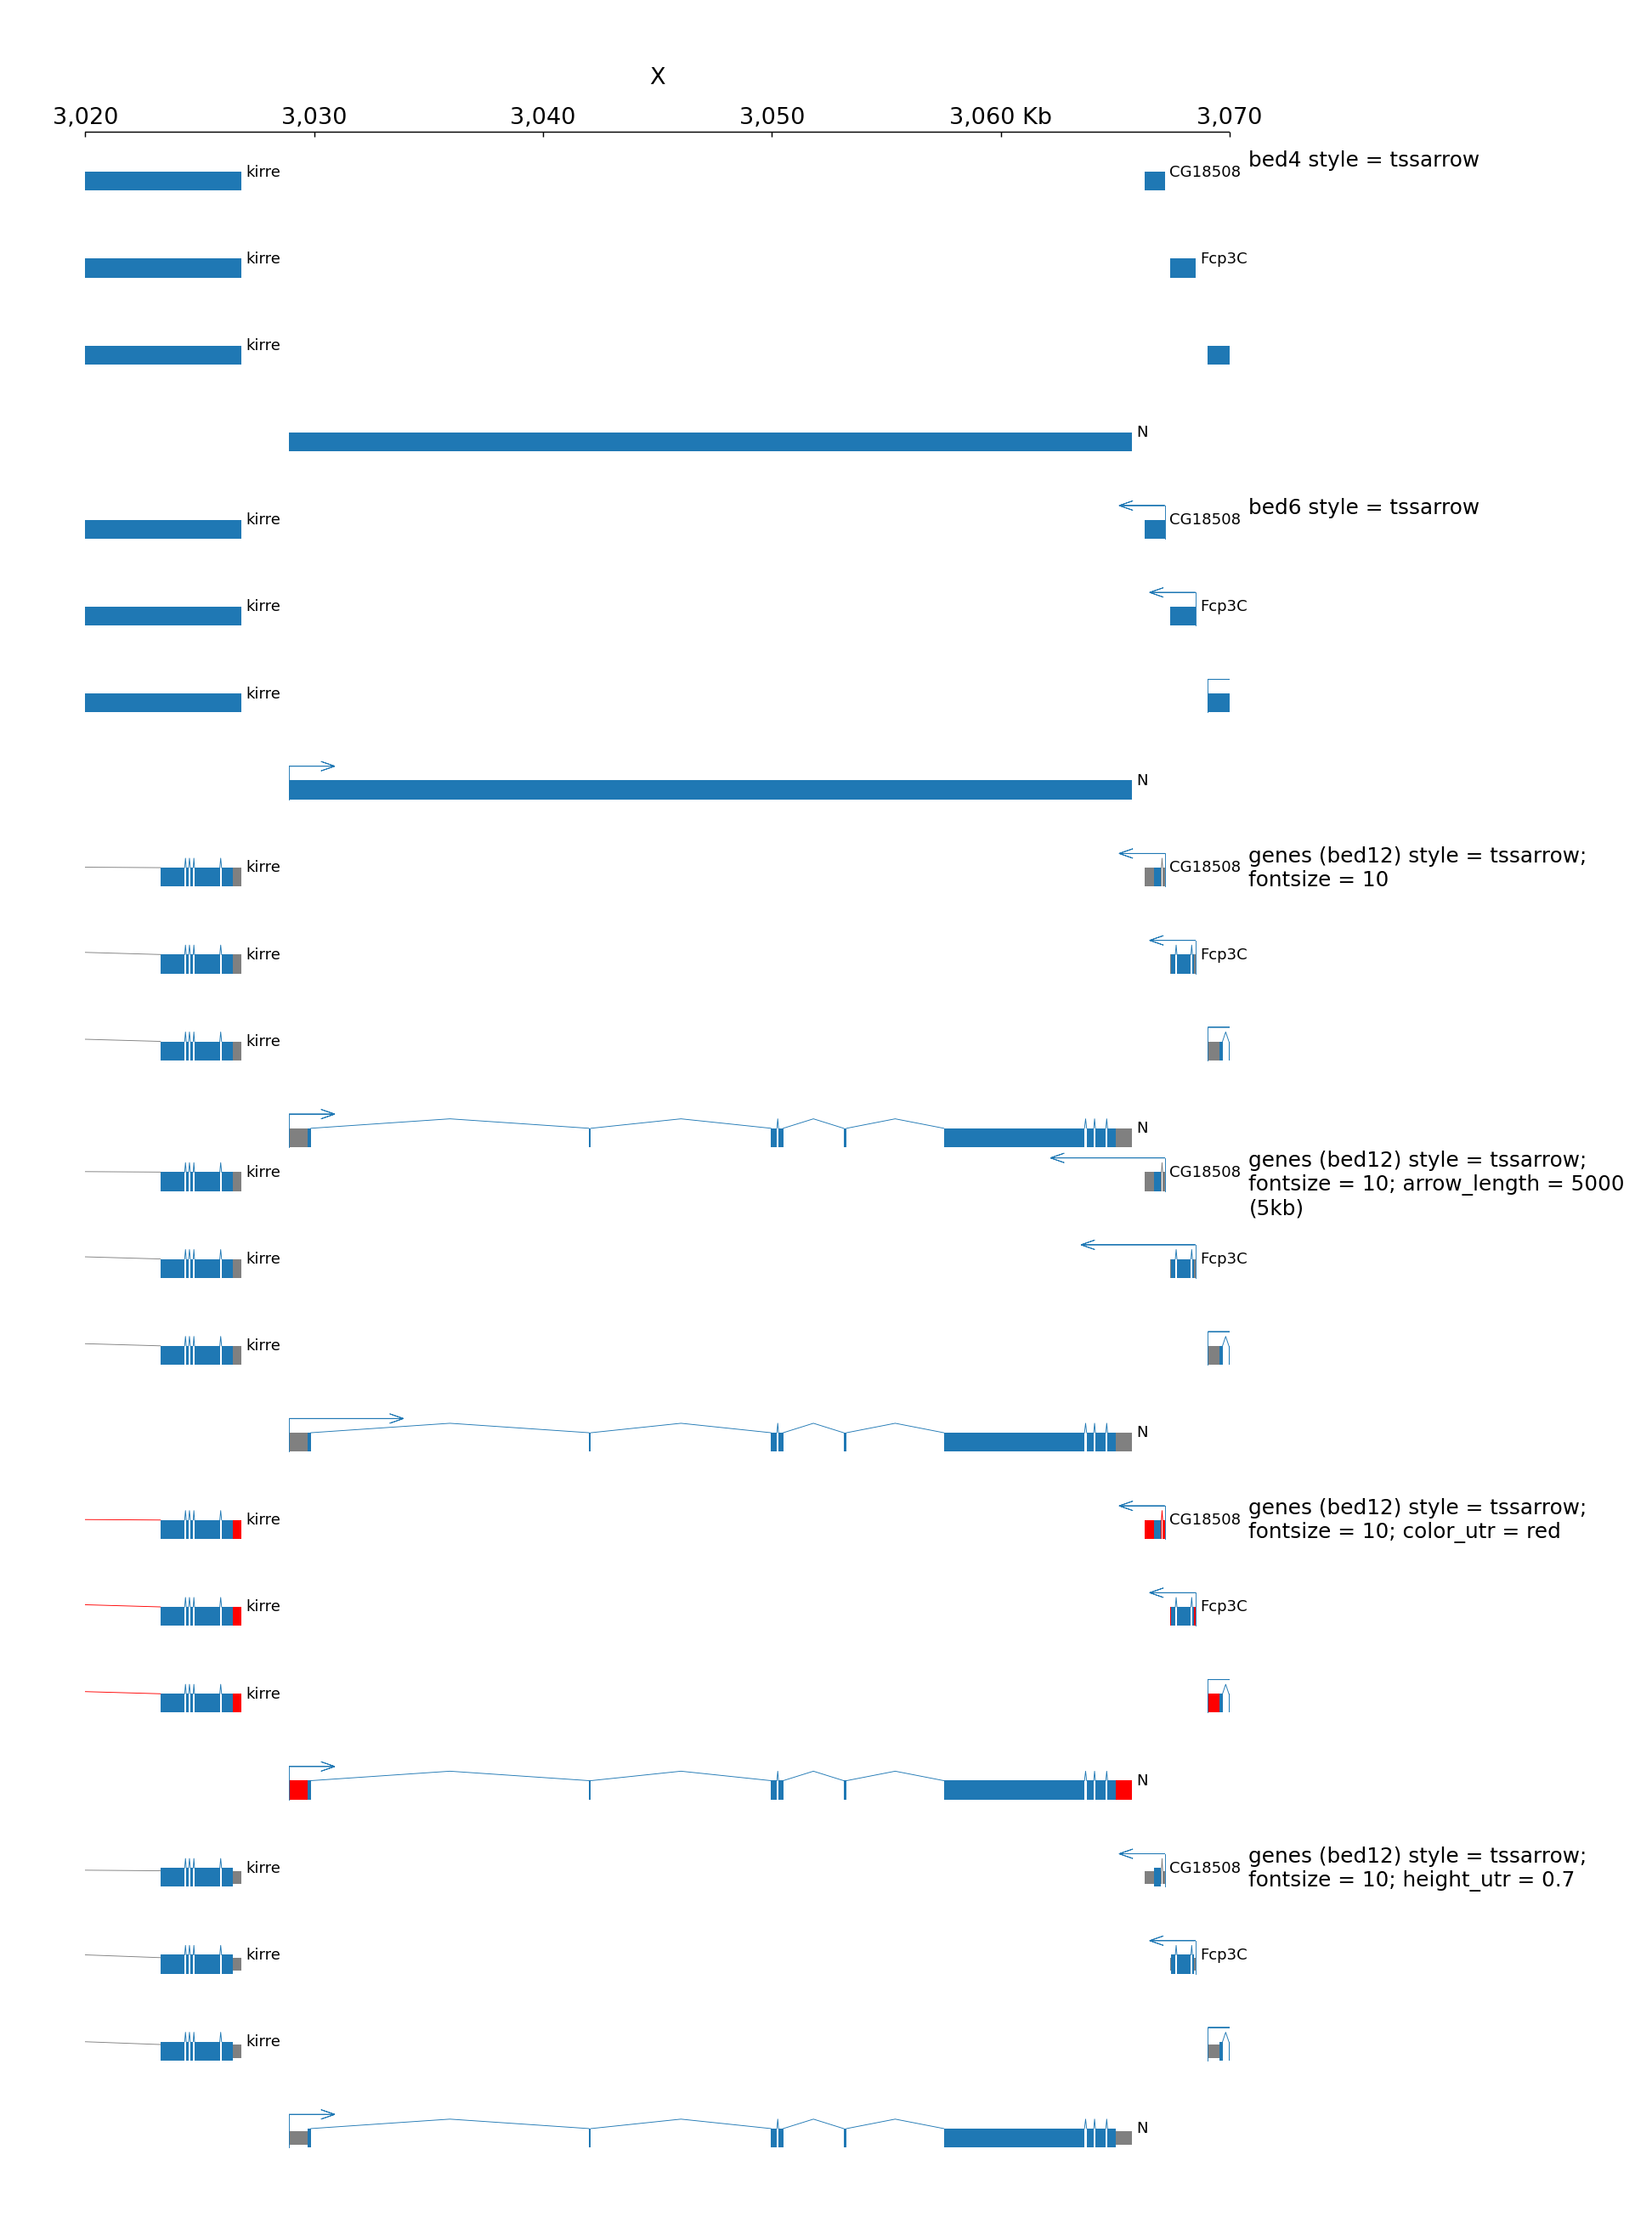 X
3,020 3,030 3,040 3,050 3,060 Kb 3,070
kirre CG18508 bed4 style = tssarrow
kirre Fcp3C
kirre
N
kirre CG18508 bed6 style = tssarrow
kirre Fcp3C
kirre
N
kirre CG18508 genes (bed12) style = tssarrow;
fontsize = 10
kirre Fcp3C
kirre
N
kirre CG18508 genes (bed12) style = tssarrow;
fontsize = 10; arrow_length = 5000
(5kb)
kirre Fcp3C
kirre
N
kirre CG18508 genes (bed12) style = tssarrow;
fontsize = 10; color_utr = red
kirre Fcp3C
kirre
N
kirre CG18508 genes (bed12) style = tssarrow;
fontsize = 10; height_utr = 0.7
kirre Fcp3C
kirre
N